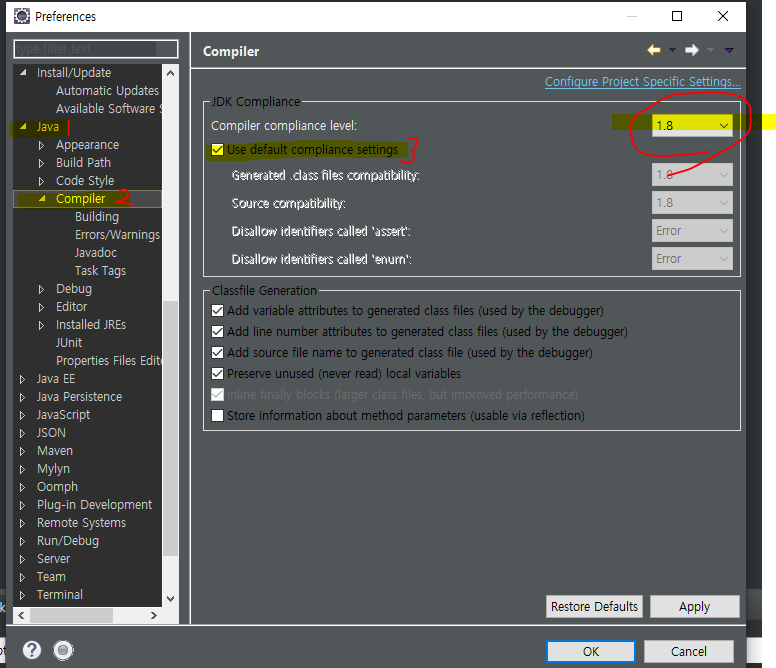 Preferences
type filter text
Install/Update
Automatic Updates
Available Software S
Java
Appearance
Build Path
Code Style
Compiler 2
Building
Errors/Warnings
Javadoc
Task Tags
Debug
Editor
Installed JREs
JUnit
Properties Files Edito
Java EE
Java Persistence
JavaScript
JSON
Maven
Mylyn
Oomph
Plug-in Development
Remote Systems
Run/Debug
Server
Team
Terminal
Compiler
Configure Project Specific Settings...
JDK Compliance
Compiler compliance level: 1.8
Use default compliance settings
Generated .class files compatibility: 1.8
Source compatibility: 1.8
Disallow identifiers called 'assert': Error
Disallow identifiers called 'enum': Error
Classfile Generation
Add variable attributes to generated class files (used by the debugger)
Add line number attributes to generated class files (used by the debugger)
Add source file name to generated class file (used by the debugger)
Preserve unused (never read) local variables
Inline finally blocks (larger class files, but improved performance)
Store information about method parameters (usable via reflection)
Restore Defaults Apply
OK Cancel